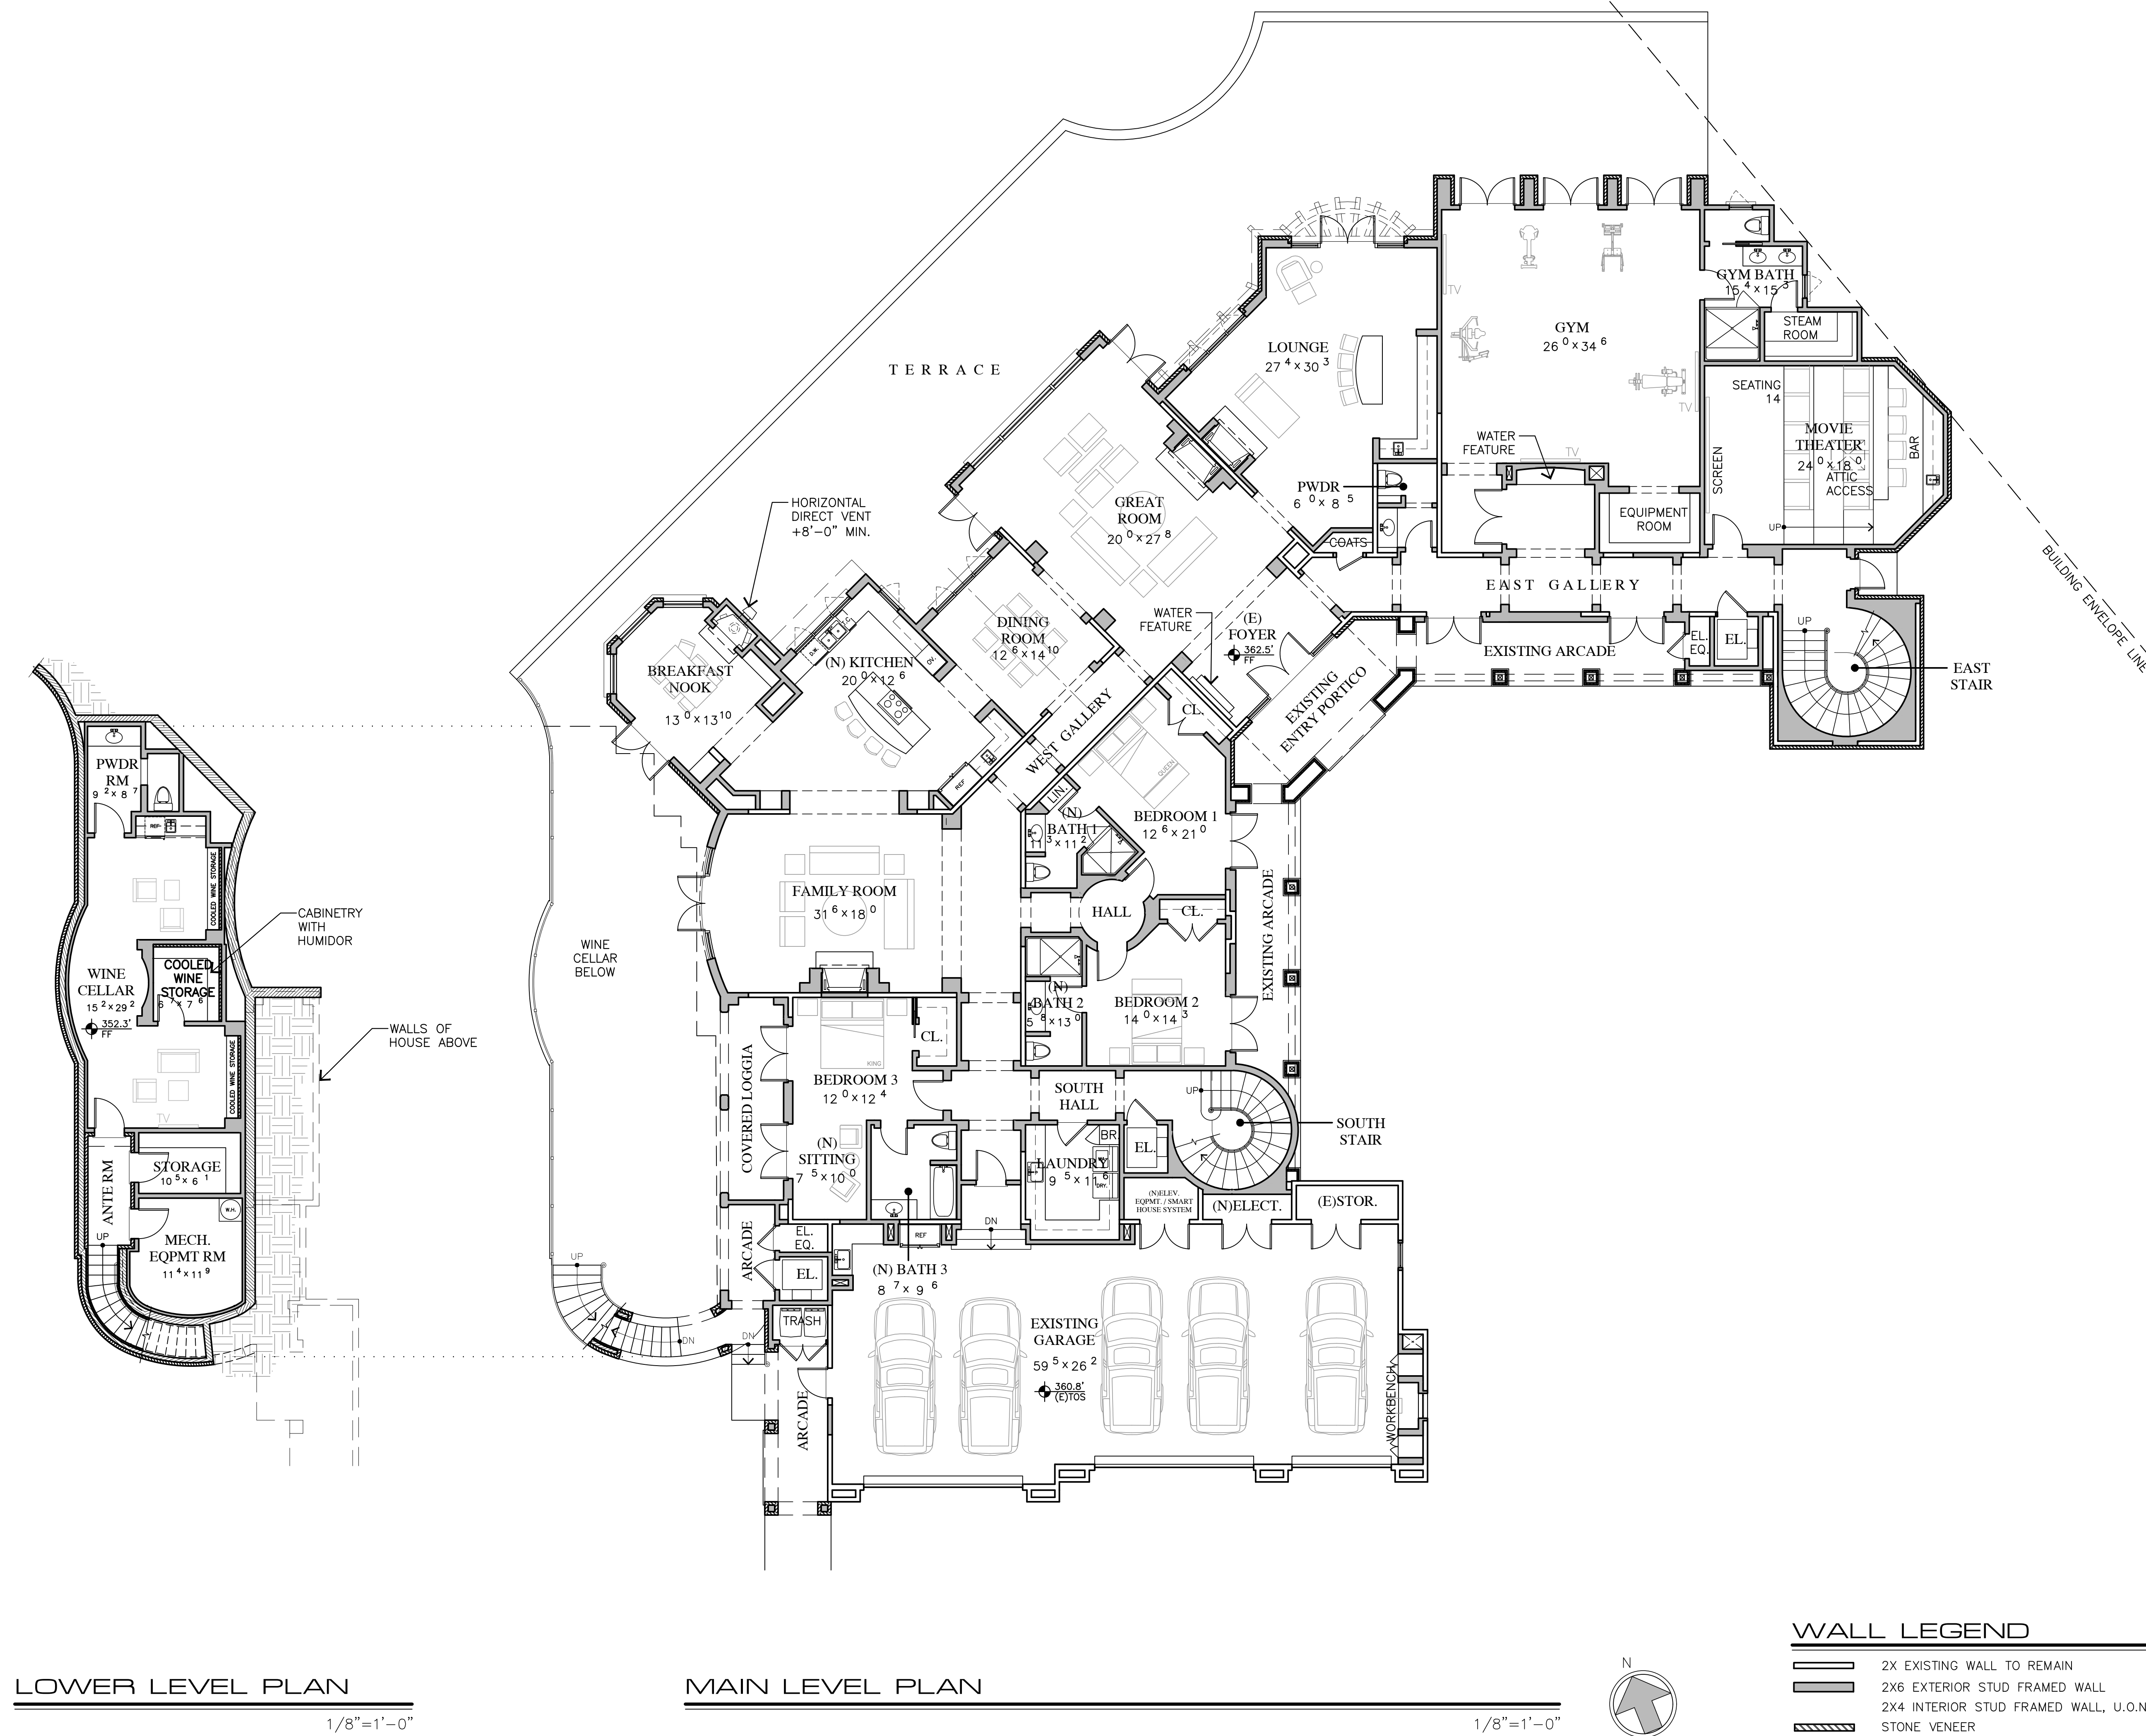 TERRACE
HORIZONTAL
DIRECT VENT
+8'-0" MIN.
LOUNGE
27 4 x 30 3
GYM
26 0 x 34 6
TV
TV
TV
GYM BATH
15 4 x 15 3
STEAM
ROOM
SEATING
14
MOVIE
THEATER
24 0 x 18 0
ATTIC
ACCESS
SCREEN
BAR
UP
BUILDING ENVELOPE LINE
WATER
FEATURE
EQUIPMENT
ROOM
PWDR
6 0 x 8 5
COATS
GREAT
ROOM
20 0 x 27 8
EAST GALLERY
WATER
FEATURE
(E)
FOYER
362.5'
FF
EXISTING
ENTRY PORTICO
EXISTING ARCADE
EL.
EQ.
EL.
UP
EAST
STAIR
DINING
ROOM
12 6 x 14 10
(N) KITCHEN
20 0 x 12 6
D.W.
T.C.
OV.
REF
BREAKFAST
NOOK
13 0 x 13 10
WEST GALLERY
CL.
QUEEN
LIN.
(N)
BATH 1
11 3 x 11 2
BEDROOM 1
12 6 x 21 0
FAMILY ROOM
31 6 x 18 0
HALL
CL.
EXISTING ARCADE
WINE
CELLAR
BELOW
(N)
BATH 2
5 8 x 13 0
BEDROOM 2
14 0 x 14 3
CL.
KING
BEDROOM 3
12 0 x 12 4
COVERED LOGGIA
(N)
SITTING
7 5 x 10 0
SOUTH
HALL
UP
SOUTH
STAIR
BR.
EL.
LAUNDRY
9 5 x 11 6
DRY.
(N)ELEV.
EQPMT. / SMART
HOUSE SYSTEM
(N)ELECT.
(E)STOR.
DN
ARCADE
EL.
EQ.
EL.
REF
(N) BATH 3
8 7 x 9 6
TRASH
UP
DN
DN
ARCADE
EXISTING
GARAGE
59 5 x 26 2
360.8'
(E)TOS
WORKBENCH
PWDR
RM
9 2 x 8 7
REF
COOLED WINE STORAGE
CABINETRY
WITH
HUMIDOR
COOLED
WINE
STORAGE
6 7 x 7 6
WINE
CELLAR
15 2 x 29 2
352.3'
FF
WALLS OF
HOUSE ABOVE
COOLED WINE STORAGE
TV
ANTE RM
STORAGE
10 5 x 6 1
W.H.
UP
MECH.
EQPMT RM
11 4 x 11 9
LOWER LEVEL PLAN
1/8"=1'-0"
MAIN LEVEL PLAN
1/8"=1'-0"
N
WALL LEGEND
2X EXISTING WALL TO REMAIN
2X6 EXTERIOR STUD FRAMED WALL
2X4 INTERIOR STUD FRAMED WALL, U.O.N
STONE VENEER